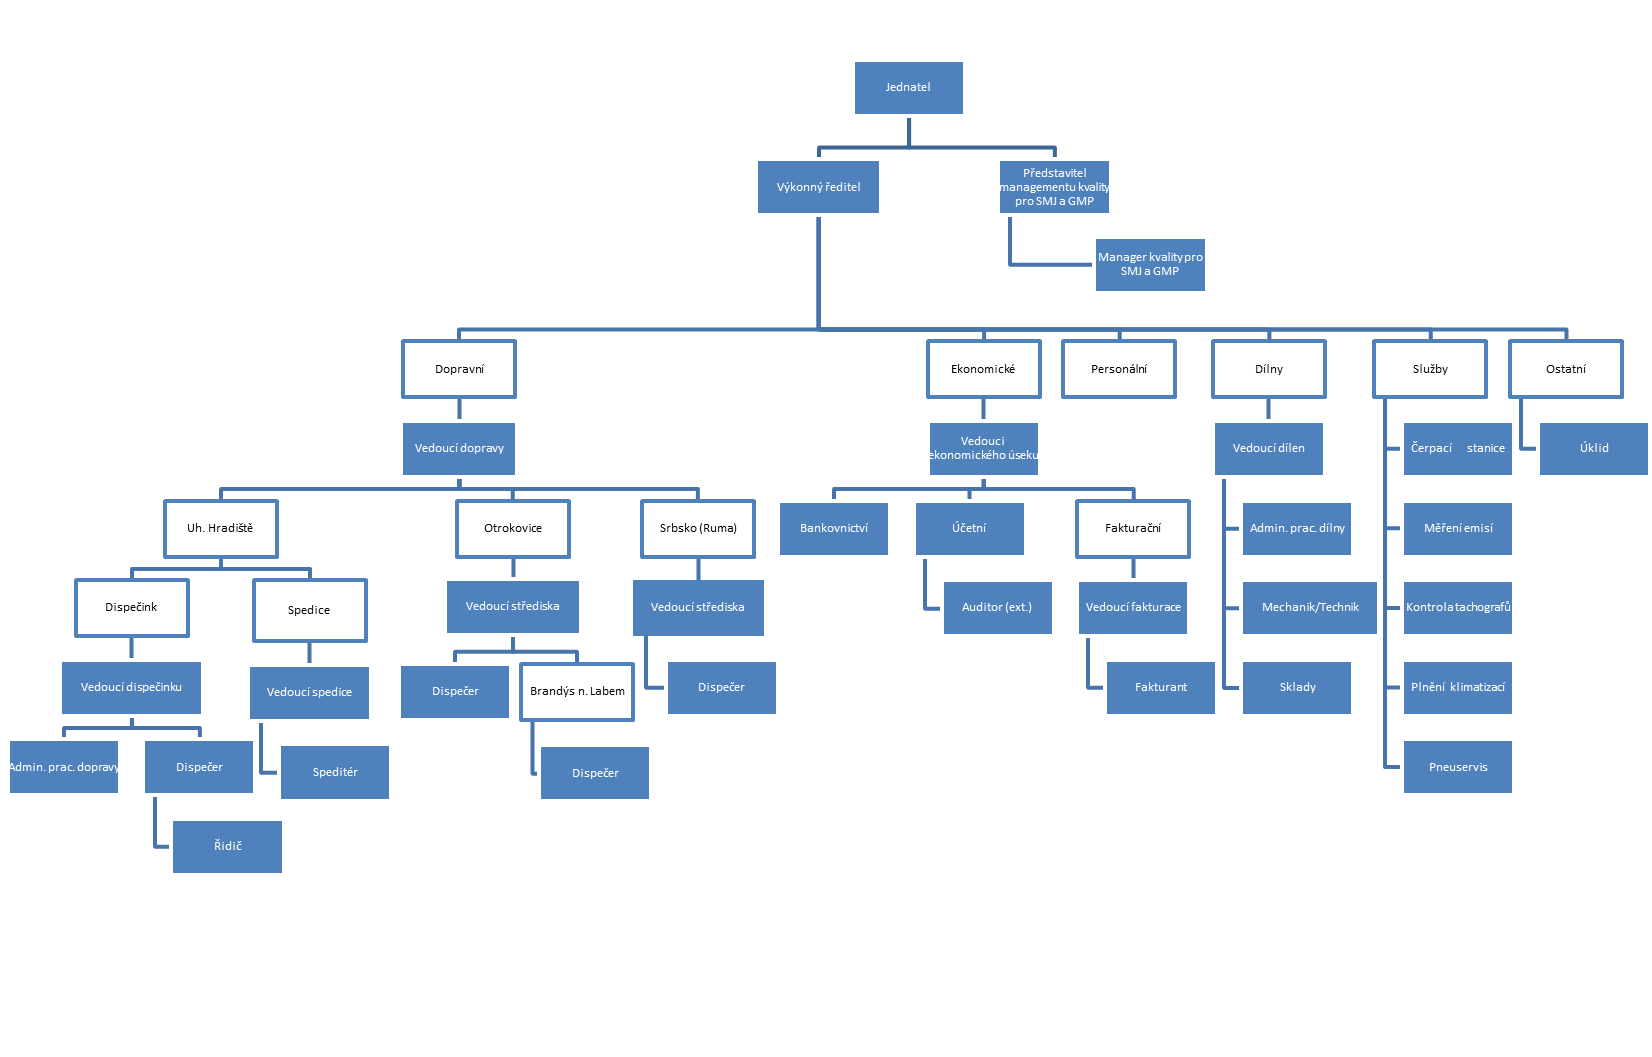 Jednatel
Výkonný ředitel
Představitel
managementu kvality
pro SMJ a GMP
Manager kvality pro
SMJ a GMP
Dopravní
Ekonomické
Personální
Dílny
Služby
Ostatní
Vedoucí dopravy
Vedouci
ekonomického úseku
Vedoucí dílen
Čerpací stanice
Úklid
Uh. Hradiště
Otrokovice
Srbsko (Ruma)
Bankovnictví
Účetní
Fakturační
Admin. prac. dílny
Měření emisí
Dispečink
Spedice
Vedoucí střediska
Vedoucí střediska
Auditor (ext.)
Vedoucí fakturace
Mechanik/Technik
Kontrola tachografů
Vedoucí dispečinku
Vedoucí spedice
Dispečer
Brandýs n. Labem
Dispečer
Fakturant
Sklady
Plnění klimatizací
Admin. prac. dopravy
Dispečer
Speditér
Dispečer
Pneuservis
Řidič